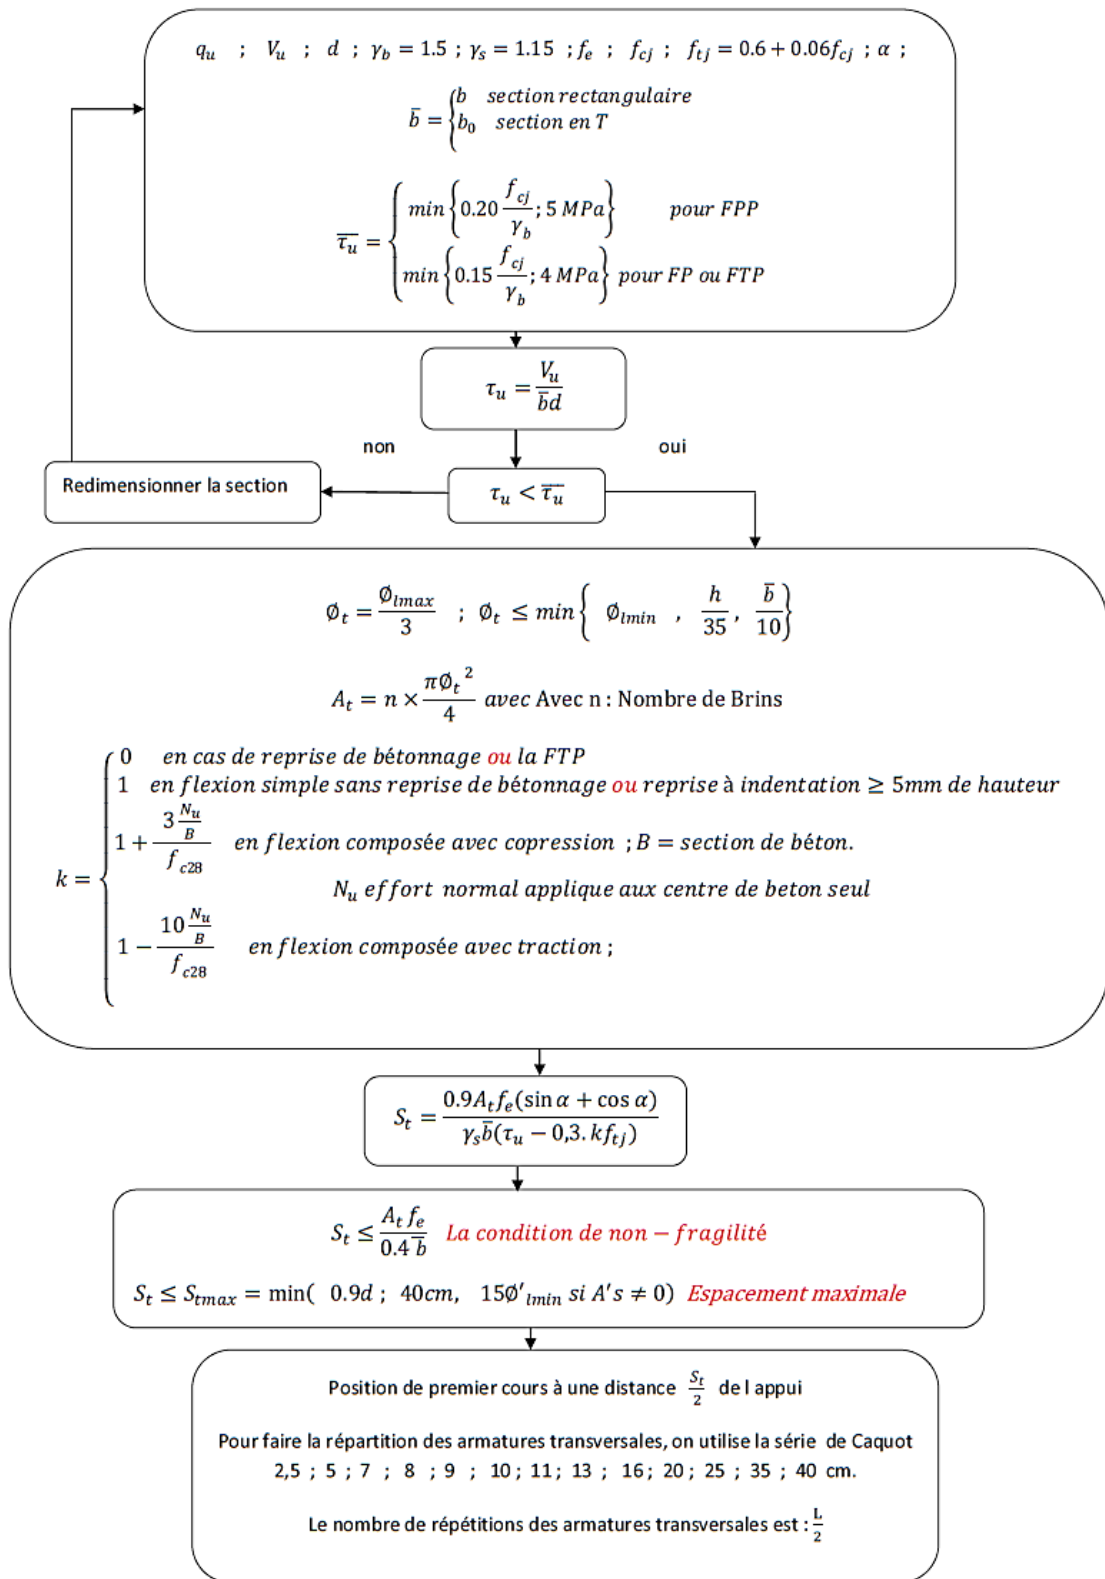 q_u ; V_u ; d ; γ_b = 1.5 ; γ_s = 1.15 ; f_e ; f_cj ; f_tj = 0.6 + 0.06f_cj ; α ;
b̄ = { b section rectangulaire
b_0 section en T
τ_u̅ = { min{0.20 f_cj/γ_b ; 5 MPa} pour FPP
min{0.15 f_cj/γ_b ; 4 MPa} pour FP ou FTP
τ_u = V_u/b̄d
non oui
Redimensionner la section
τ_u < τ_u̅
∅_t = ∅_lmax/3 ; ∅_t ≤ min{ ∅_lmin , h/35, b̄/10}
A_t = n × π∅_t²/4 avec Avec n : Nombre de Brins
k = { 0 en cas de reprise de bétonnage ou la FTP
1 en flexion simple sans reprise de bétonnage ou reprise à indentation ≥ 5mm de hauteur
1 + (3 N_u/B)/f_c28 en flexion composée avec copression ; B = section de béton.
N_u effort normal applique aux centre de beton seul
1 − (10 N_u/B)/f_c28 en flexion composée avec traction ;
S_t = 0.9A_t f_e(sin α + cos α)/γ_s b̄(τ_u − 0,3. kf_tj)
S_t ≤ A_t f_e/0.4 b̄ La condition de non − fragilité
S_t ≤ S_tmax = min( 0.9d ; 40cm, 15∅'_lmin si A's ≠ 0) Espacement maximale
Position de premier cours à une distance S_t/2 de l appui
Pour faire la répartition des armatures transversales, on utilise la série de Caquot
2,5 ; 5 ; 7 ; 8 ; 9 ; 10 ; 11; 13 ; 16; 20; 25 ; 35 ; 40 cm.
Le nombre de répétitions des armatures transversales est : L/2